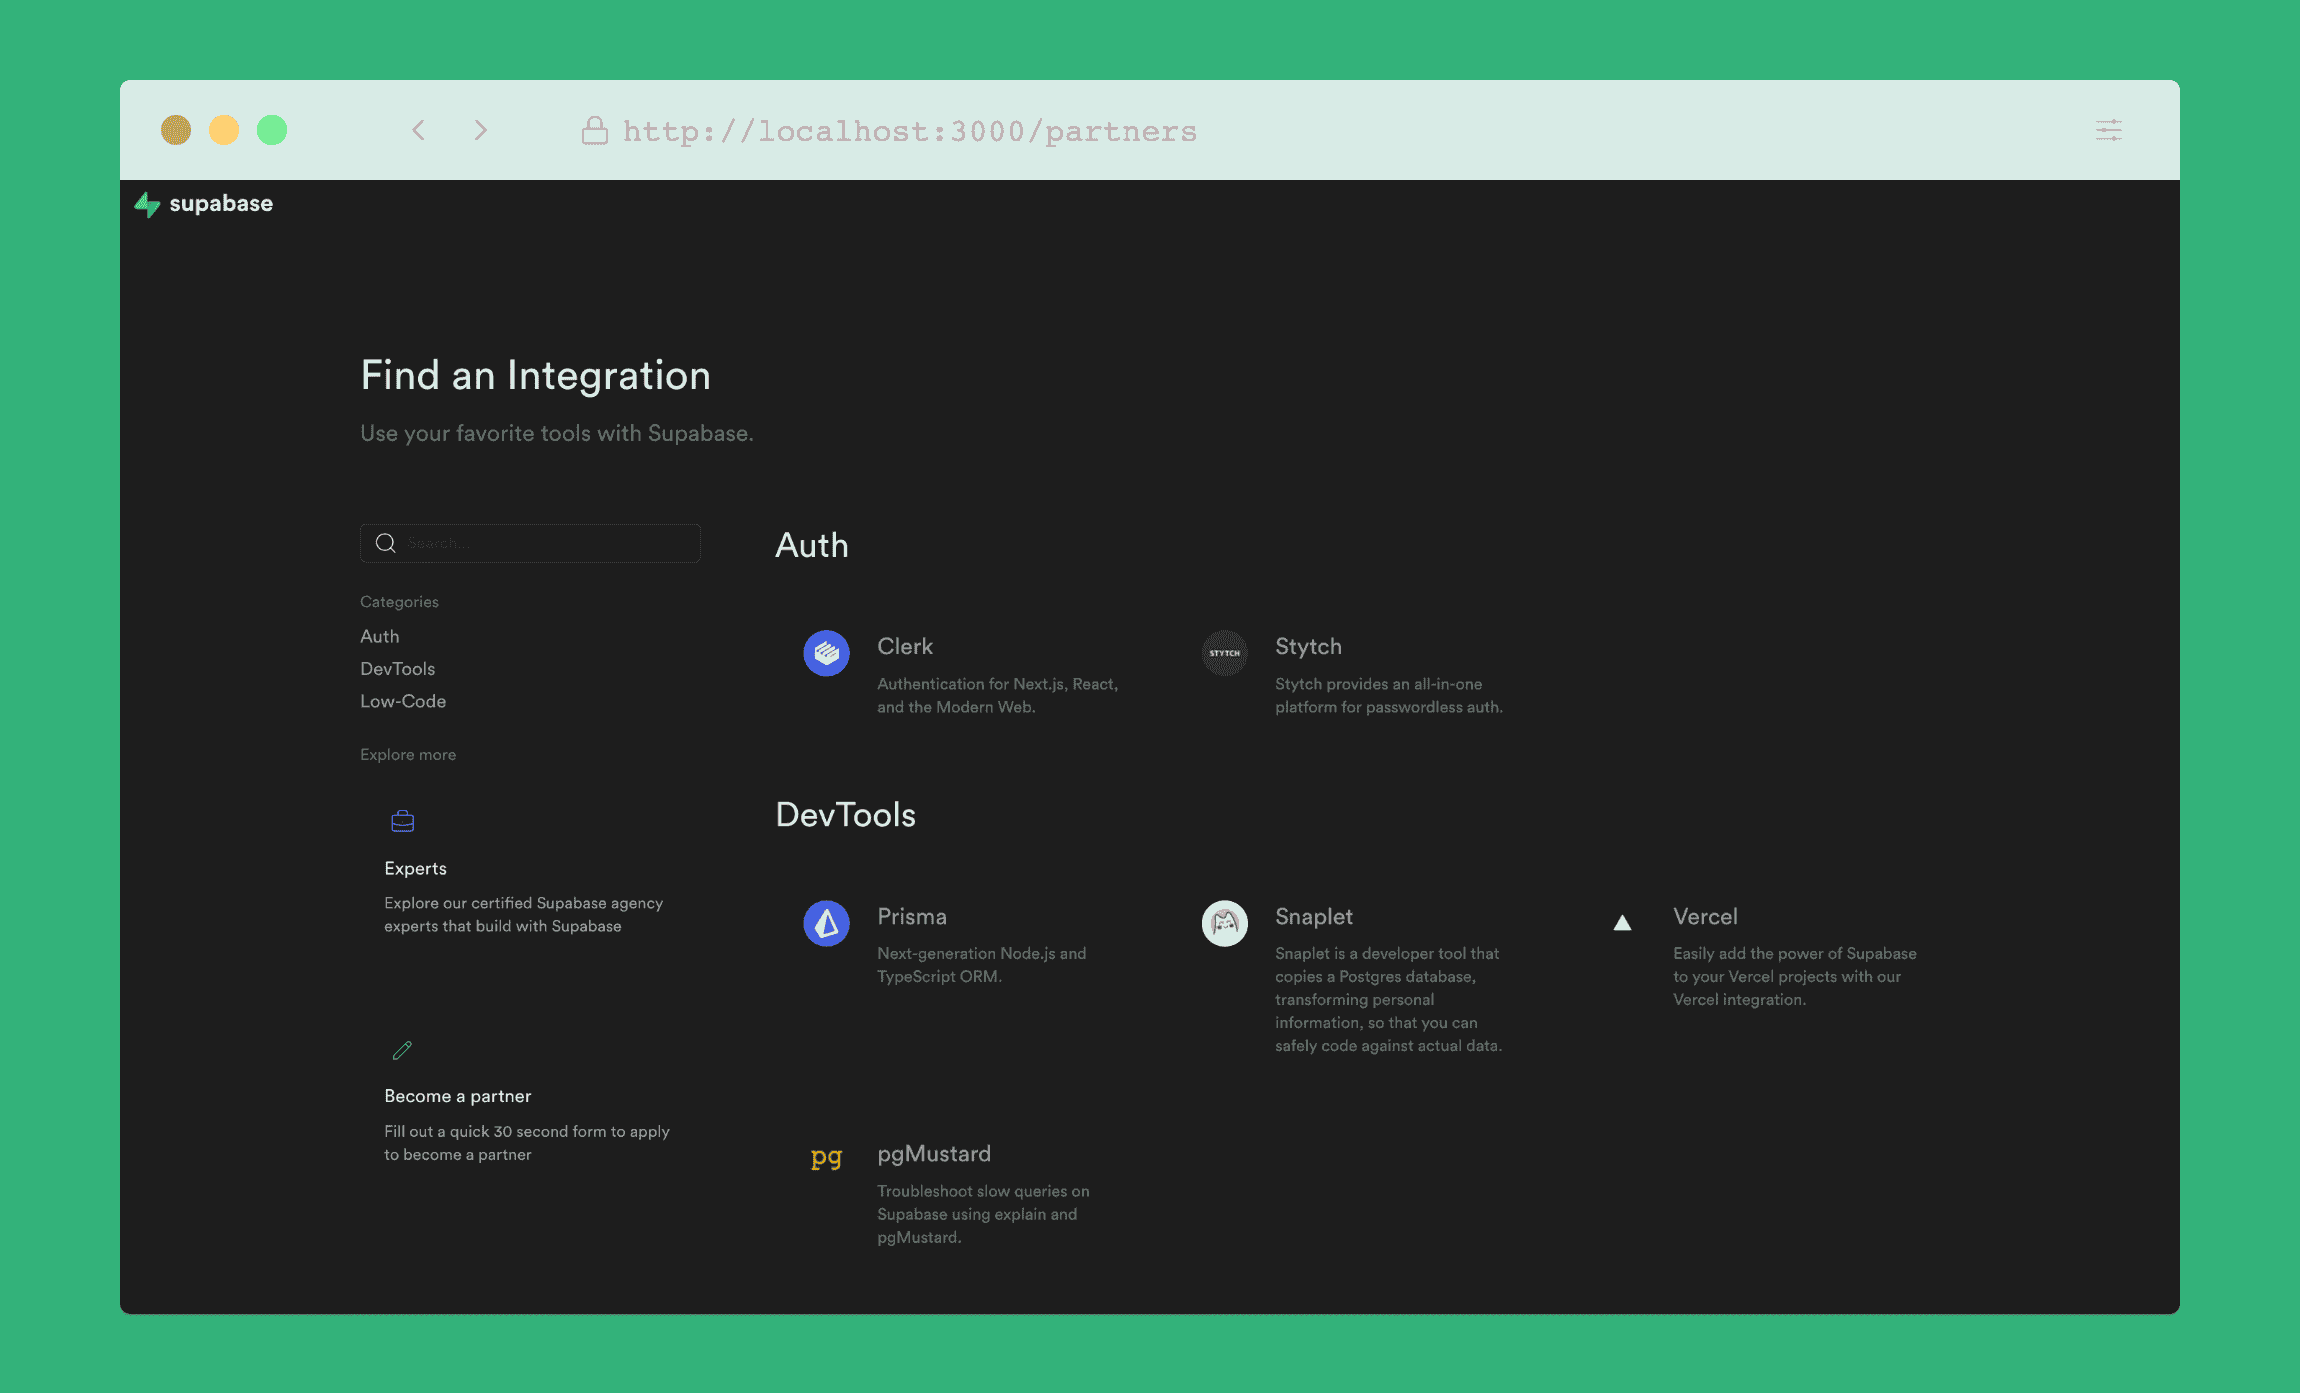 http://localhost:3000/partners
supabase
Find an Integration
Use your favorite tools with Supabase.
Search...
Categories
Auth
DevTools
Low-Code
Explore more
Experts
Explore our certified Supabase agency
experts that build with Supabase
Become a partner
Fill out a quick 30 second form to apply
to become a partner
Auth
Clerk
Authentication for Next.js, React,
and the Modern Web.
STYTCH
Stytch
Stytch provides an all-in-one
platform for passwordless auth.
DevTools
Prisma
Next-generation Node.js and
TypeScript ORM.
Snaplet
Snaplet is a developer tool that
copies a Postgres database,
transforming personal
information, so that you can
safely code against actual data.
Vercel
Easily add the power of Supabase
to your Vercel projects with our
Vercel integration.
pg
pgMustard
Troubleshoot slow queries on
Supabase using explain and
pgMustard.